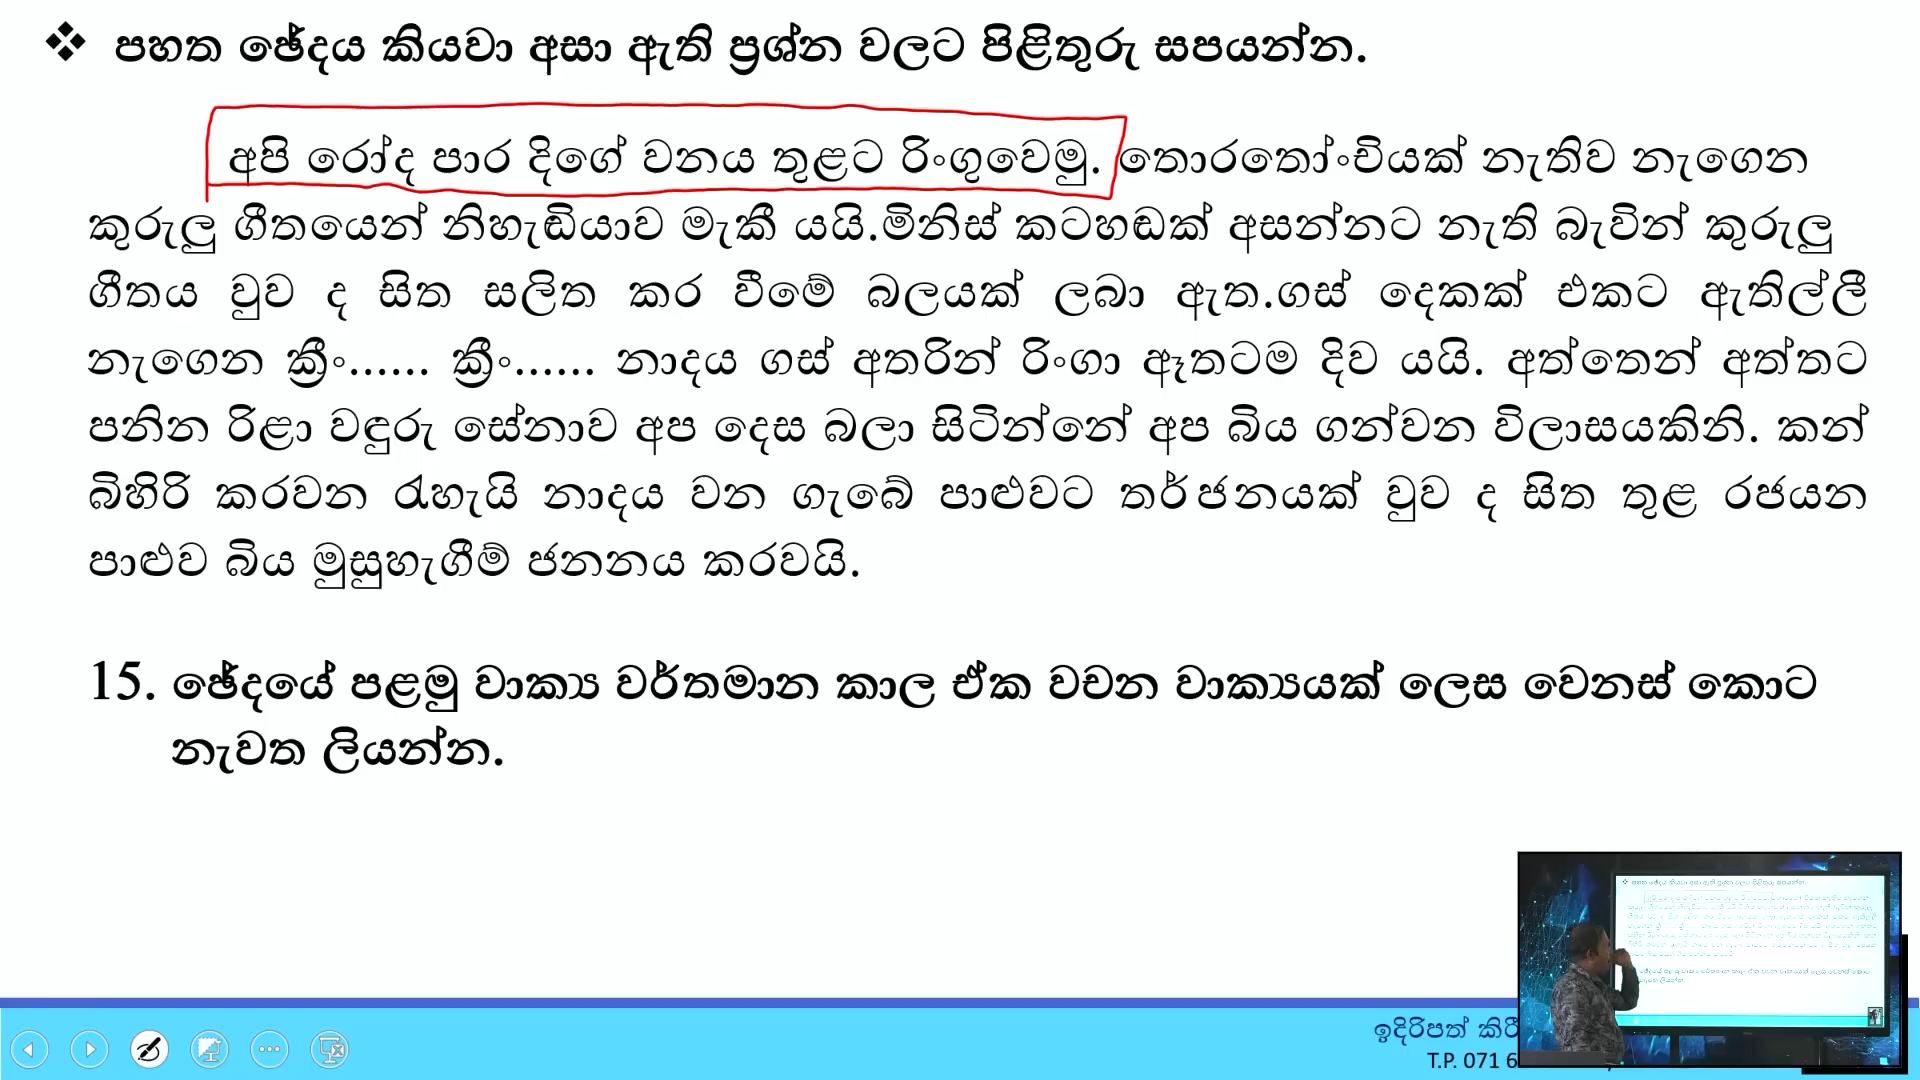 ❖ පහත ඡේදය කියවා අසා ඇති ප්‍රශ්න වලට පිළිතුරු සපයන්න.
අපි රෝද පාර දිගේ වනය තුළට රිංගුවෙමු. තොරතෝංචියක් නැතිව නැගෙන
කුරුලු ගීතයෙන් නිහැඬියාව මැකී යයි.මිනිස් කටහඬක් අසන්නට නැති බැවින් කුරුලු
ගීතය වුව ද සිත සලිත කර වීමේ බලයක් ලබා ඇත.ගස් දෙකක් එකට ඇතිල්ලී
නැගෙන ක්‍රීං...... ක්‍රීං...... නාදය ගස් අතරින් රිංගා ඈතටම දිව යයි. අත්තෙන් අත්තට
පනින රිළා වඳුරු සේනාව අප දෙස බලා සිටින්නේ අප බිය ගන්වන විලාසයකිනි. කන්
බිහිරි කරවන රැහැයි නාදය වන ගැබේ පාළුවට තර්ජනයක් වුව ද සිත තුළ රජයන
පාළුව බිය මුසුහැගීම් ජනනය කරවයි.
15. ඡේදයේ පළමු වාක්‍ය වර්තමාන කාල ඒක වචන වාක්‍යයක් ලෙස වෙනස් කොට
නැවත ලියන්න.
ඉදිරිපත් කිරී
T.P. 071 6